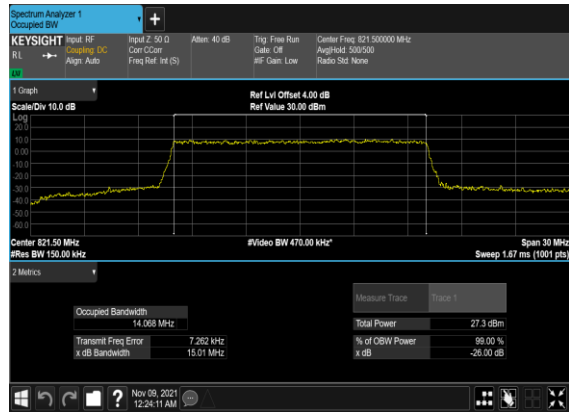 Spectrum Analyzer 1
Occupied BW
+
KEYSIGHT
RL
Input: RF
Coupling: DC
Align: Auto
Input Z: 50 Ω
Corr CCorr
Freq Ref: Int (S)
Atten: 40 dB
Trig: Free Run
Gate: Off
#IF Gain: Low
Center Freq: 821.500000 MHz
Avg|Hold: 500/500
Radio Std: None
1 Graph
Scale/Div 10.0 dB
Ref Lvl Offset 4.00 dB
Ref Value 30.00 dBm
Log
20.0
10.0
0.00
-10.0
-20.0
-30.0
-40.0
-50.0
-60.0
Center 821.50 MHz
#Video BW 470.00 kHz*
Span 30 MHz
#Res BW 150.00 kHz
Sweep 1.67 ms (1001 pts)
2 Metrics
Measure Trace Trace 1
Occupied Bandwidth
14.068 MHz
Total Power 27.3 dBm
Transmit Freq Error 7.262 kHz
% of OBW Power 99.00 %
x dB Bandwidth 15.01 MHz
x dB -26.00 dB
?
Nov 09, 2021
12:24:11 AM